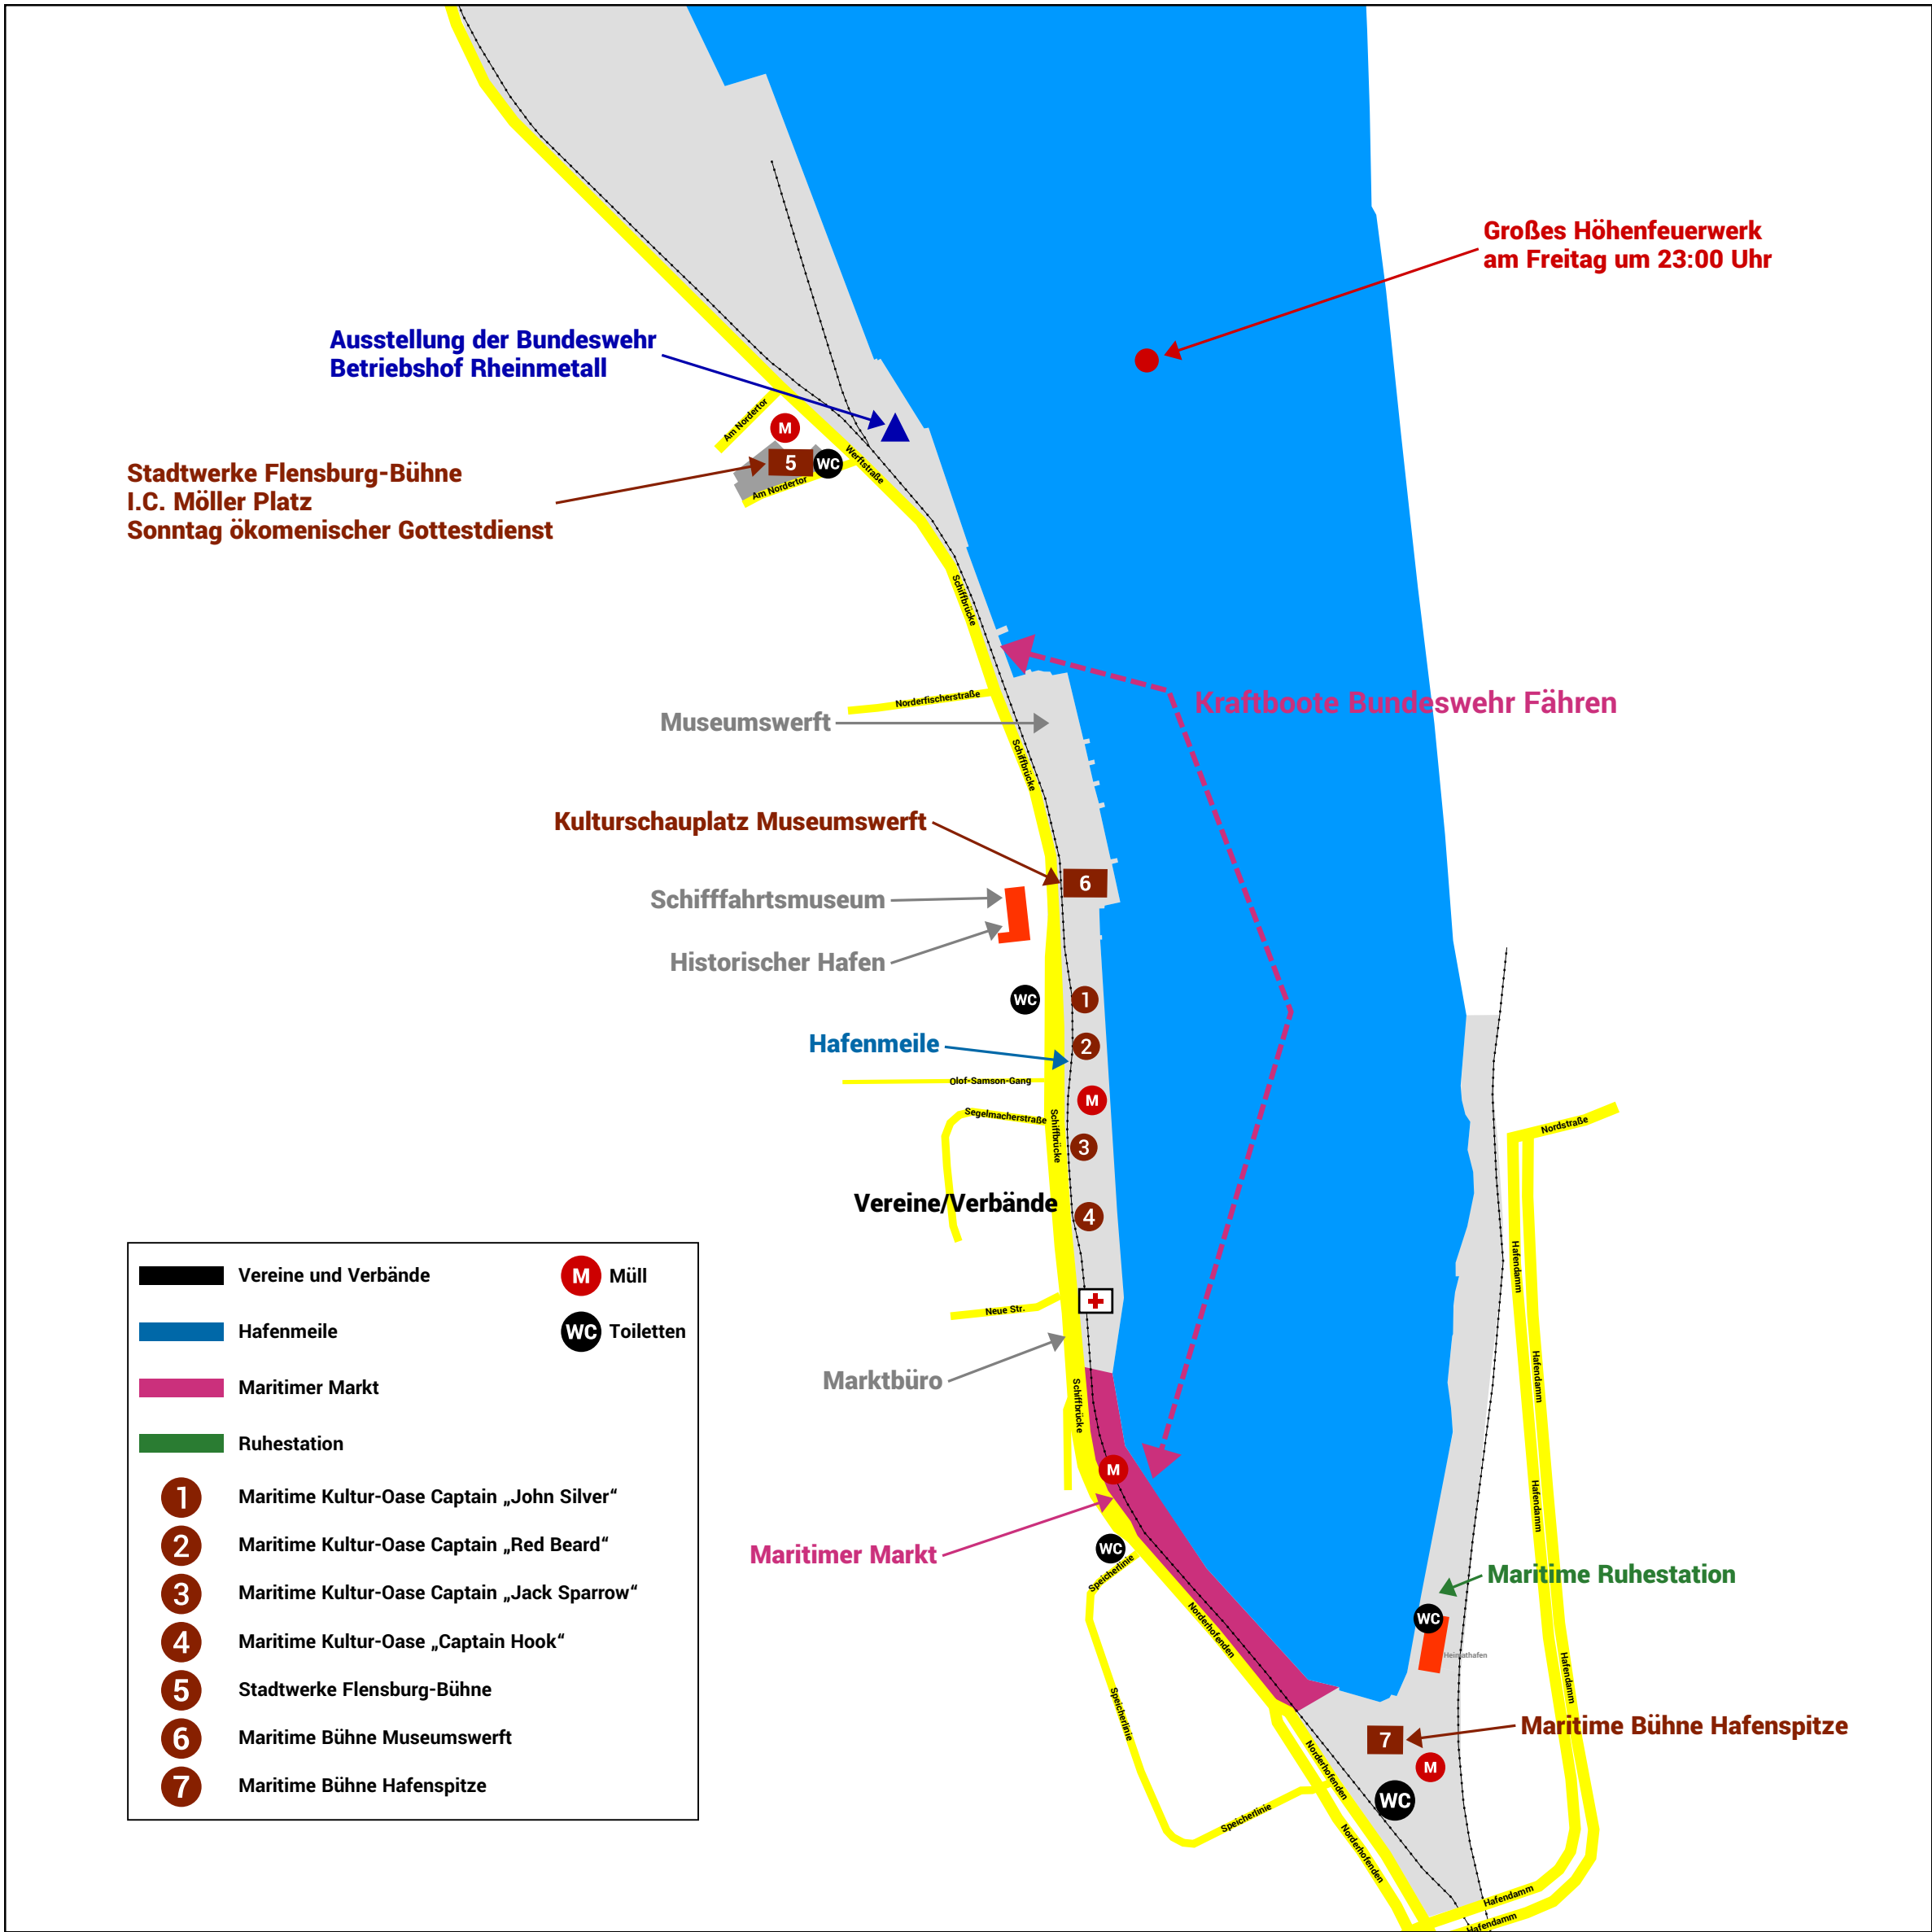 Großes Höhenfeuerwerk
am Freitag um 23:00 Uhr
Ausstellung der Bundeswehr
Betriebshof Rheinmetall
Am Nordertor
M
Stadtwerke Flensburg-Bühne
I.C. Möller Platz
Sonntag ökomenischer Gottestdienst
5
WC
Werftstraße
Am Nordertor
Schiffbrücke
Kraftboote Bundeswehr Fähren
Norderfischerstraße
Museumswerft
Schiffbrücke
Kulturschauplatz Museumswerft
6
Schifffahrtsmuseum
Historischer Hafen
WC
1
Hafenmeile
2
Olof-Samson-Gang
M
Segelmacherstraße
Schiffbrücke
3
Nordstraße
Vereine/Verbände
4
Hafendamm
Neue Str.
Marktbüro
Hafendamm
Schiffbrücke
M
Hafendamm
Maritimer Markt
WC
Speicherlinie
Maritime Ruhestation
WC
Norderhofenden
Heimathafen
Hafendamm
Speicherlinie
Maritime Bühne Hafenspitze
7
M
Norderhofenden
WC
Speicherlinie
Norderhofenden
Hafendamm
Hafendamm
Vereine und Verbände
M Müll
Hafenmeile
WC Toiletten
Maritimer Markt
Ruhestation
1 Maritime Kultur-Oase Captain „John Silver“
2 Maritime Kultur-Oase Captain „Red Beard“
3 Maritime Kultur-Oase Captain „Jack Sparrow“
4 Maritime Kultur-Oase „Captain Hook“
5 Stadtwerke Flensburg-Bühne
6 Maritime Bühne Museumswerft
7 Maritime Bühne Hafenspitze